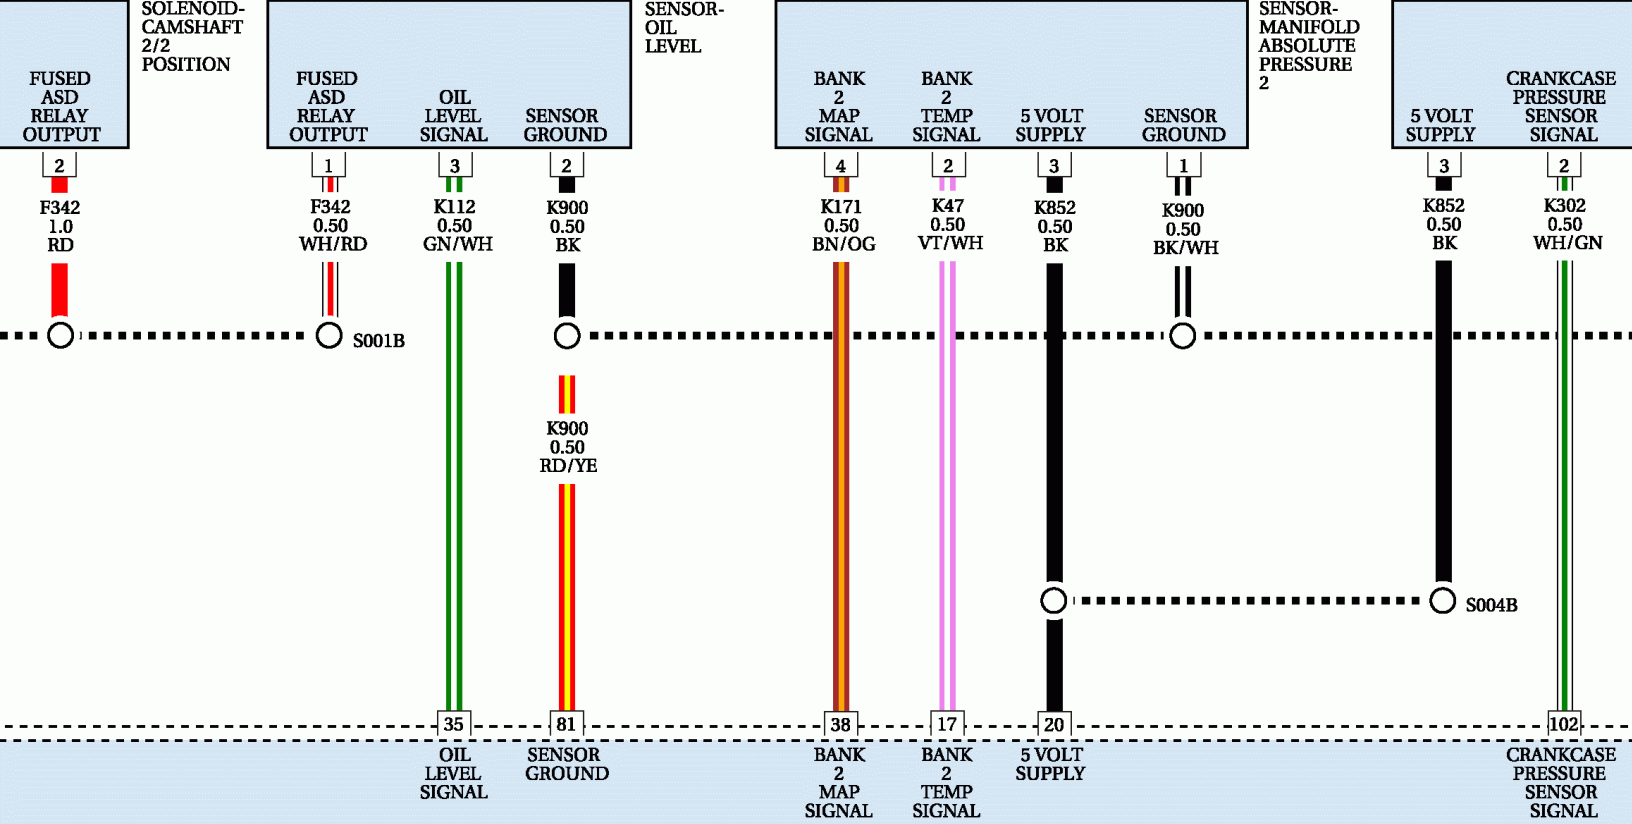 SOLENOID-
CAMSHAFT
2/2
POSITION
SENSOR-
OIL
LEVEL
SENSOR-
MANIFOLD
ABSOLUTE
PRESSURE
2
FUSED
ASD
RELAY
OUTPUT
FUSED
ASD
RELAY
OUTPUT
OIL
LEVEL
SIGNAL
SENSOR
GROUND
BANK
2
MAP
SIGNAL
BANK
2
TEMP
SIGNAL
5 VOLT
SUPPLY
SENSOR
GROUND
5 VOLT
SUPPLY
CRANKCASE
PRESSURE
SENSOR
SIGNAL
2
1
3
2
4
2
3
1
3
2
F342
1.0
RD
F342
0.50
WH/RD
K112
0.50
GN/WH
K900
0.50
BK
K171
0.50
BN/OG
K47
0.50
VT/WH
K852
0.50
BK
K900
0.50
BK/WH
K852
0.50
BK
K302
0.50
WH/GN
S001B
K900
0.50
RD/YE
S004B
35
81
38
17
20
102
OIL
LEVEL
SIGNAL
SENSOR
GROUND
BANK
2
MAP
SIGNAL
BANK
2
TEMP
SIGNAL
5 VOLT
SUPPLY
CRANKCASE
PRESSURE
SENSOR
SIGNAL